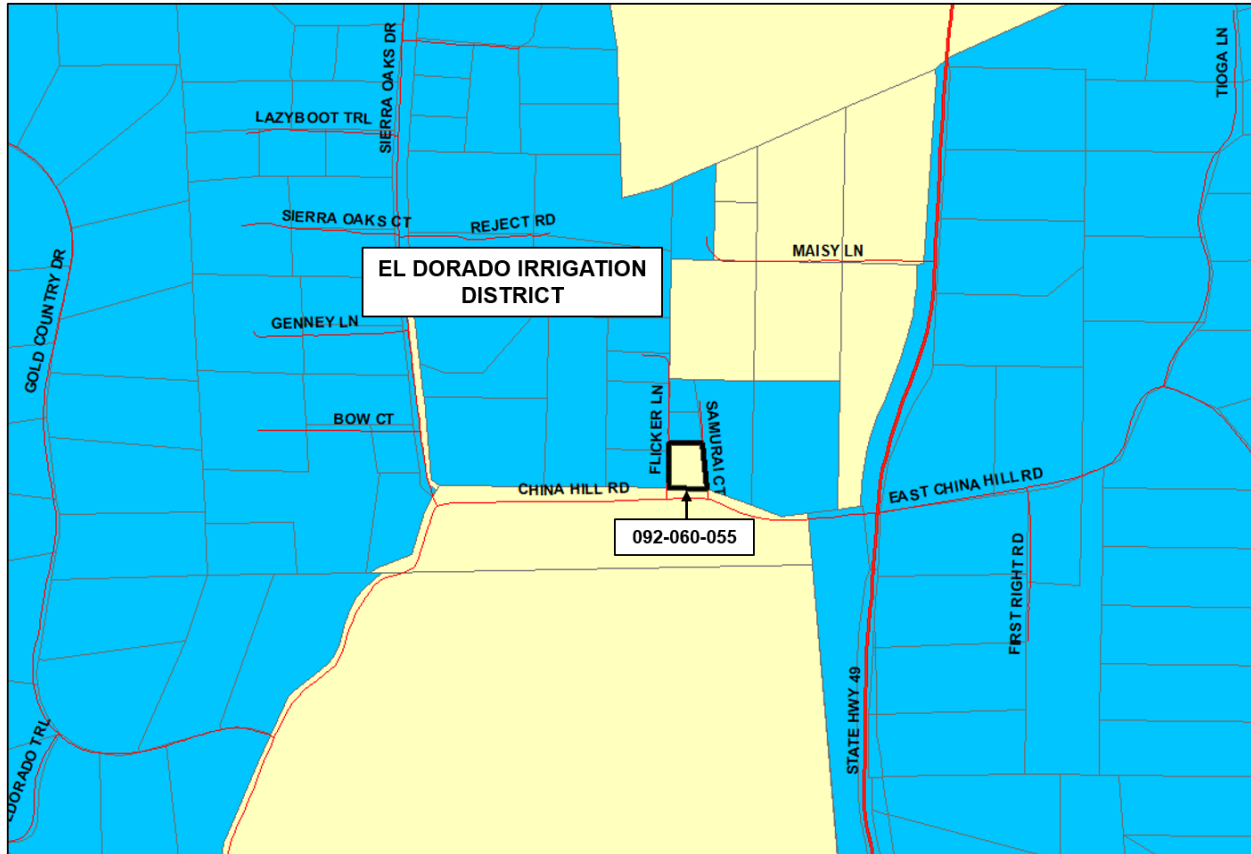 SIERRA OAKS DR
TIOGA LN
LAZYBOOT TRL
SIERRA OAKS CT
REJECT RD
MAISY LN
EL DORADO IRRIGATION
DISTRICT
GOLD COUNTRY DR
GENNEY LN
BOW CT
FLICKER LN
SAMURAI CT
CHINA HILL RD
EAST CHINA HILL RD
092-060-055
FIRST RIGHT RD
STATE HWY 49
DORADO TRL